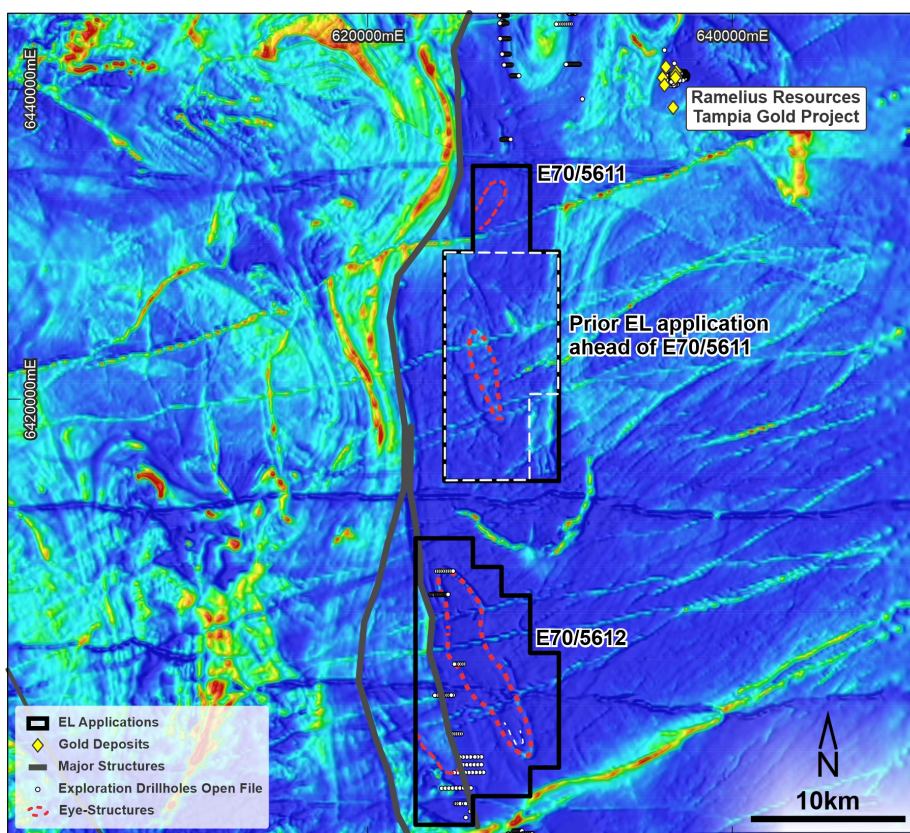 620000mE
640000mE
6440000mE
Ramelius Resources
Tampia Gold Project
E70/5611
Prior EL application
ahead of E70/5611
6420000mE
E70/5612
EL Applications
Gold Deposits
Major Structures
Exploration Drillholes Open File
Eye-Structures
N
10km